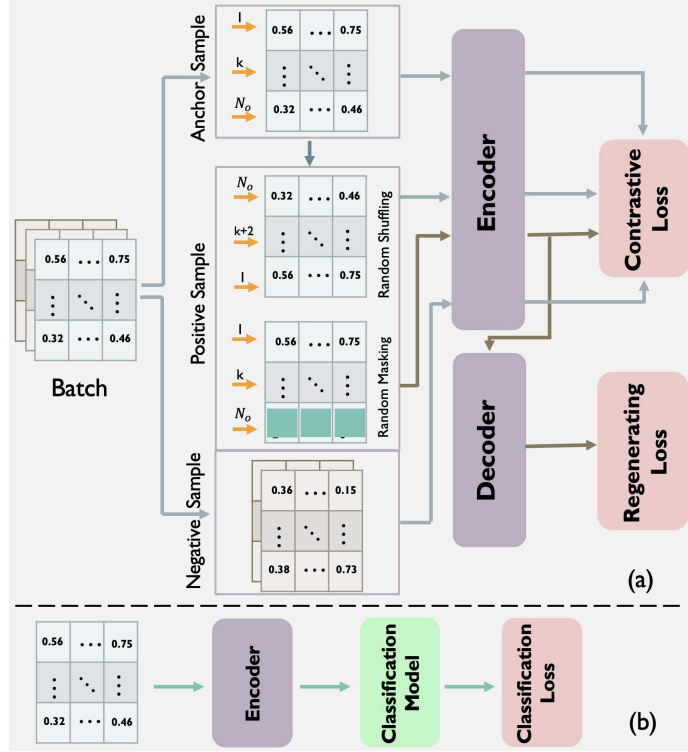 Anchor Sample
l
k
N_o
0.56 ... 0.75
⋮ ⋱ ⋮
0.32 ... 0.46
Positive Sample
N_o
k+2
l
0.32 ... 0.46
⋮ ⋱ ⋮
0.56 ... 0.75
Random Shuffling
l
k
N_o
0.56 ... 0.75
⋮ ⋱ ⋮
Random Masking
0.56 ... 0.75
⋮ ⋱ ⋮
0.32 ... 0.46
Batch
Negative Sample
0.36 ... 0.15
⋮ ⋱ ⋮
0.38 ... 0.73
Encoder
Contrastive
Loss
Decoder
Regenerating
Loss
(a)
0.56 ... 0.75
⋮ ⋱ ⋮
0.32 ... 0.46
Encoder
Classification
Model
Classification
Loss
(b)